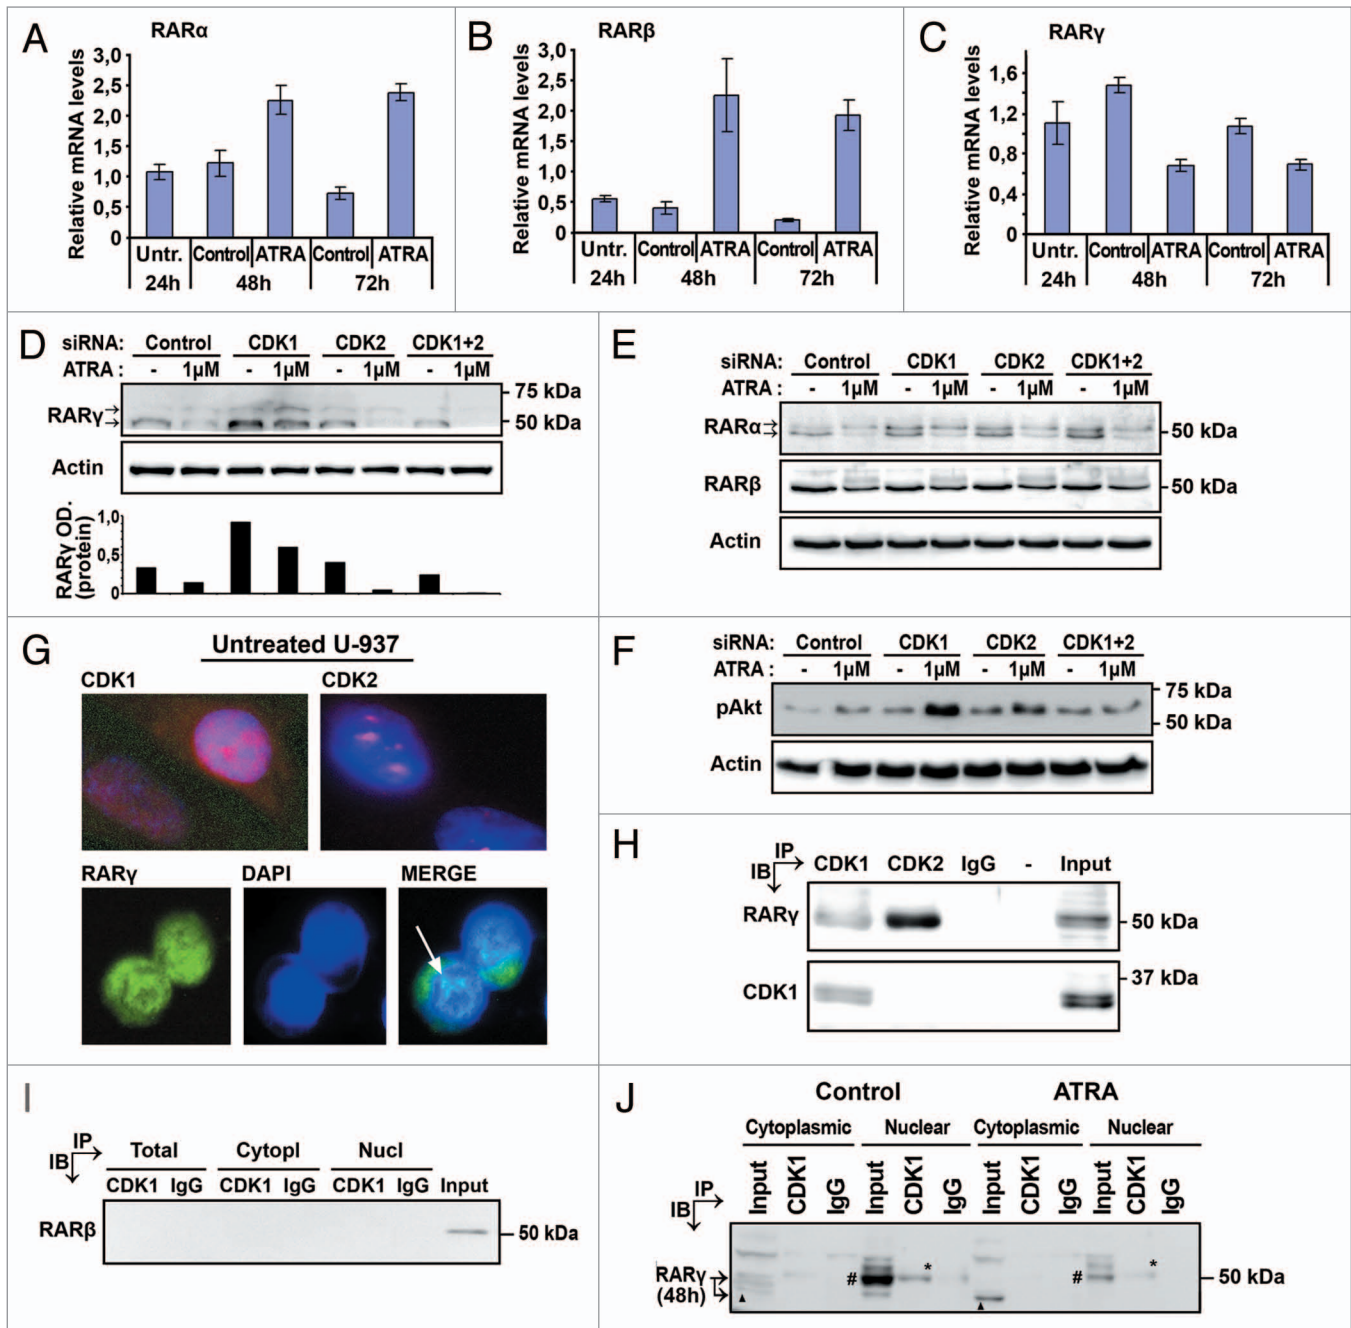 A
RARα
Relative mRNA levels
3,0
2,5
2,0
1,5
1,0
0,5
0
Untr. Control ATRA Control ATRA
24h 48h 72h
B
RARβ
Relative mRNA levels
3,0
2,5
2,0
1,5
1,0
0,5
0
Untr. Control ATRA Control ATRA
24h 48h 72h
C
RARγ
Relative mRNA levels
1,6
1,2
0,8
0,4
0
Untr. Control ATRA Control ATRA
24h 48h 72h
D
siRNA: Control CDK1 CDK2 CDK1+2
ATRA : - 1µM - 1µM - 1µM - 1µM
75 kDa
RARγ
50 kDa
Actin
RARγ OD.
(protein)
1,0
0,5
0
E
siRNA: Control CDK1 CDK2 CDK1+2
ATRA : - 1µM - 1µM - 1µM - 1µM
RARα 50 kDa
RARβ 50 kDa
Actin
G
Untreated U-937
CDK1 CDK2
RARγ DAPI MERGE
F
siRNA: Control CDK1 CDK2 CDK1+2
ATRA : - 1µM - 1µM - 1µM - 1µM
75 kDa
pAkt
50 kDa
Actin
H
IP
IB
CDK1 CDK2 IgG - Input
RARγ 50 kDa
37 kDa
CDK1
I
IP
IB
Total Cytopl Nucl
CDK1 IgG CDK1 IgG CDK1 IgG Input
RARβ 50 kDa
J
Control ATRA
Cytoplasmic Nuclear Cytoplasmic Nuclear
IP
IB
Input CDK1 IgG Input CDK1 IgG Input CDK1 IgG Input CDK1 IgG
* *
RARγ # # 50 kDa
(48h)